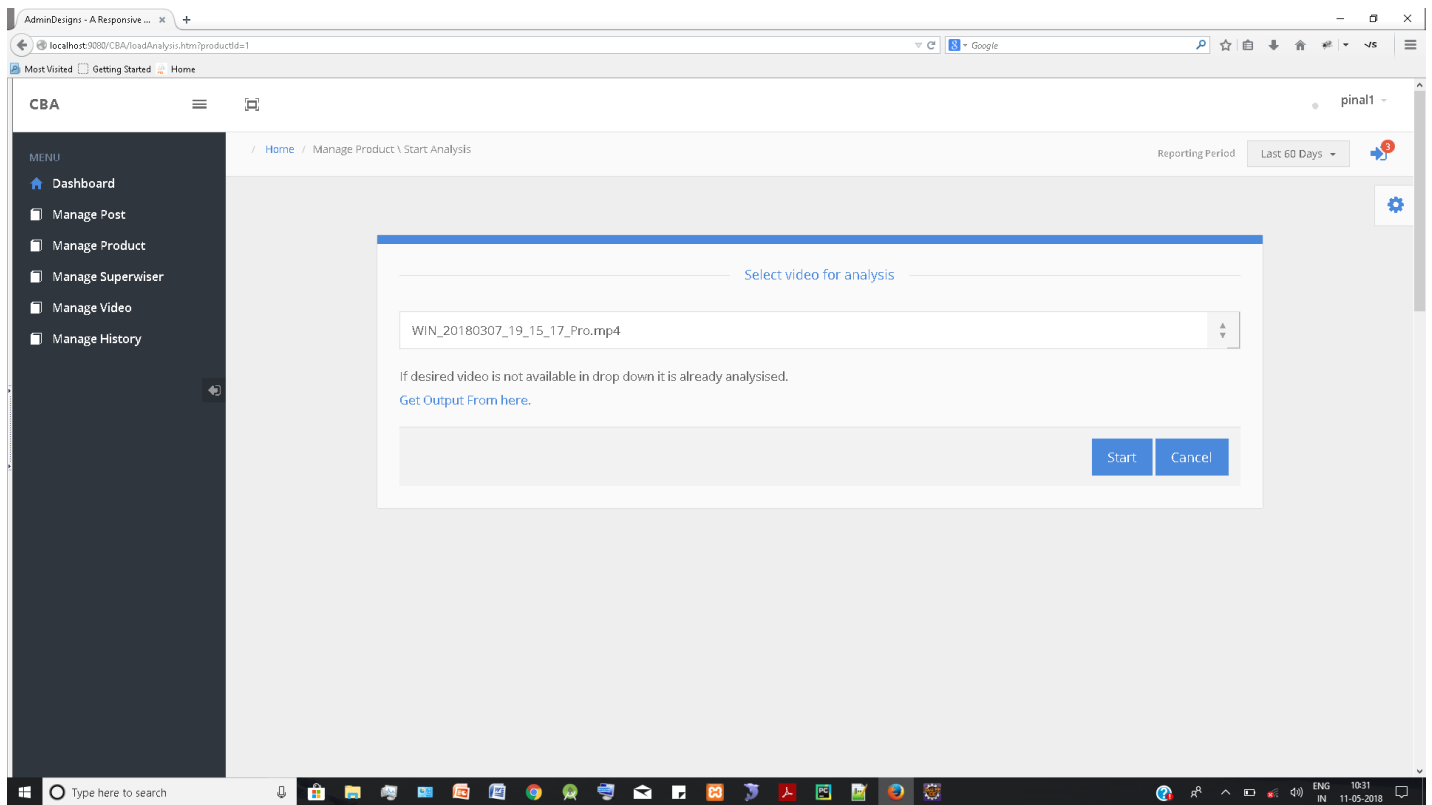 AdminDesigns - A Responsive ...
localhost:9080/CBA/loadAnalysis.htm?productId=1
Google
Most Visited Getting Started Home
CBA
pinal1
/ Home / Manage Product \ Start Analysis
Reporting Period Last 60 Days 3
MENU
Dashboard
Manage Post
Manage Product
Manage Superwiser
Manage Video
Manage History
Select video for analysis
WIN_20180307_19_15_17_Pro.mp4
If desired video is not available in drop down it is already analysised.
Get Output From here.
Start Cancel
Type here to search
ENG
IN
10:31
11-05-2018